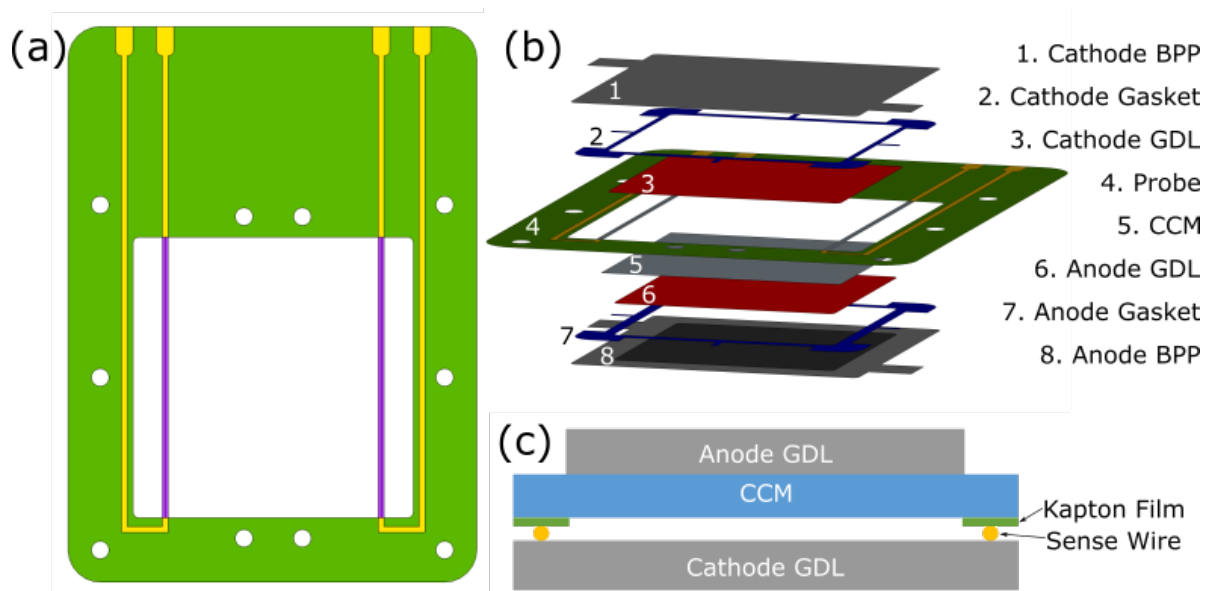 (a)
(b)
1
2
3
4
5
6
7
8
1. Cathode BPP
2. Cathode Gasket
3. Cathode GDL
4. Probe
5. CCM
6. Anode GDL
7. Anode Gasket
8. Anode BPP
(c)
Anode GDL
CCM
Kapton Film
Sense Wire
Cathode GDL